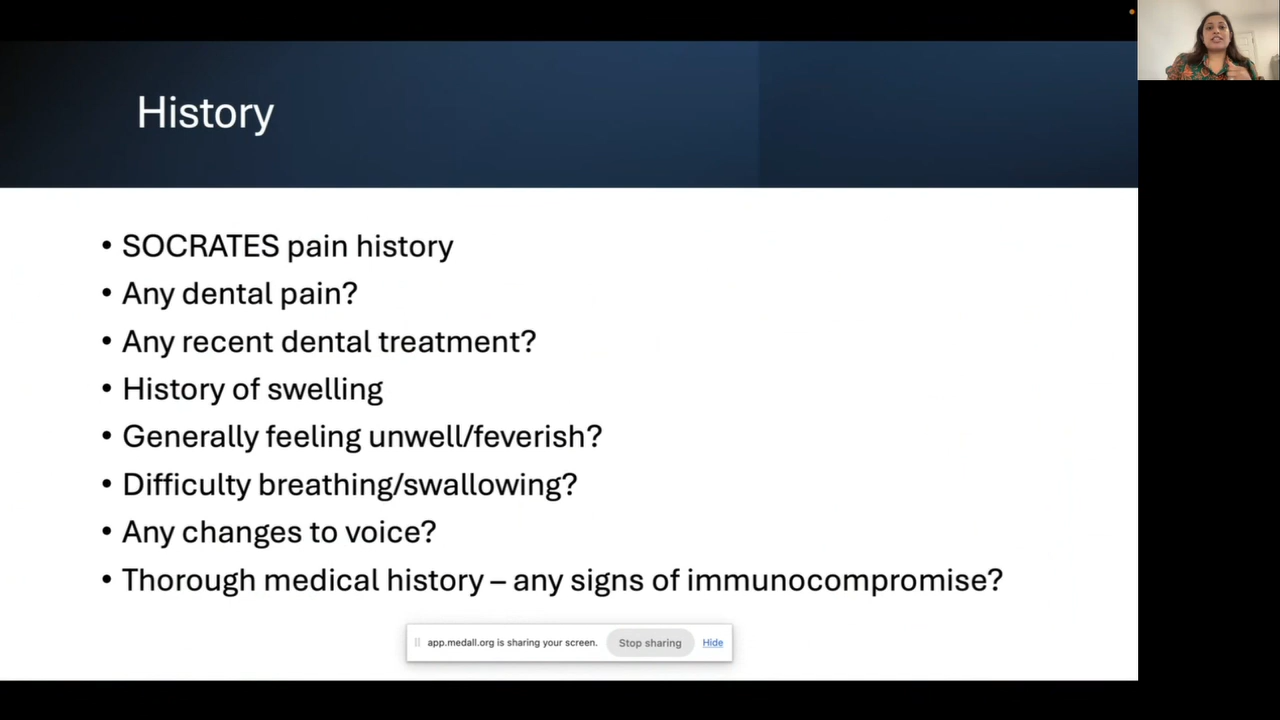 History
• SOCRATES pain history
• Any dental pain?
• Any recent dental treatment?
• History of swelling
• Generally feeling unwell/feverish?
• Difficulty breathing/swallowing?
• Any changes to voice?
• Thorough medical history – any signs of immunocompromise?
app.medall.org is sharing your screen. Stop sharing Hide